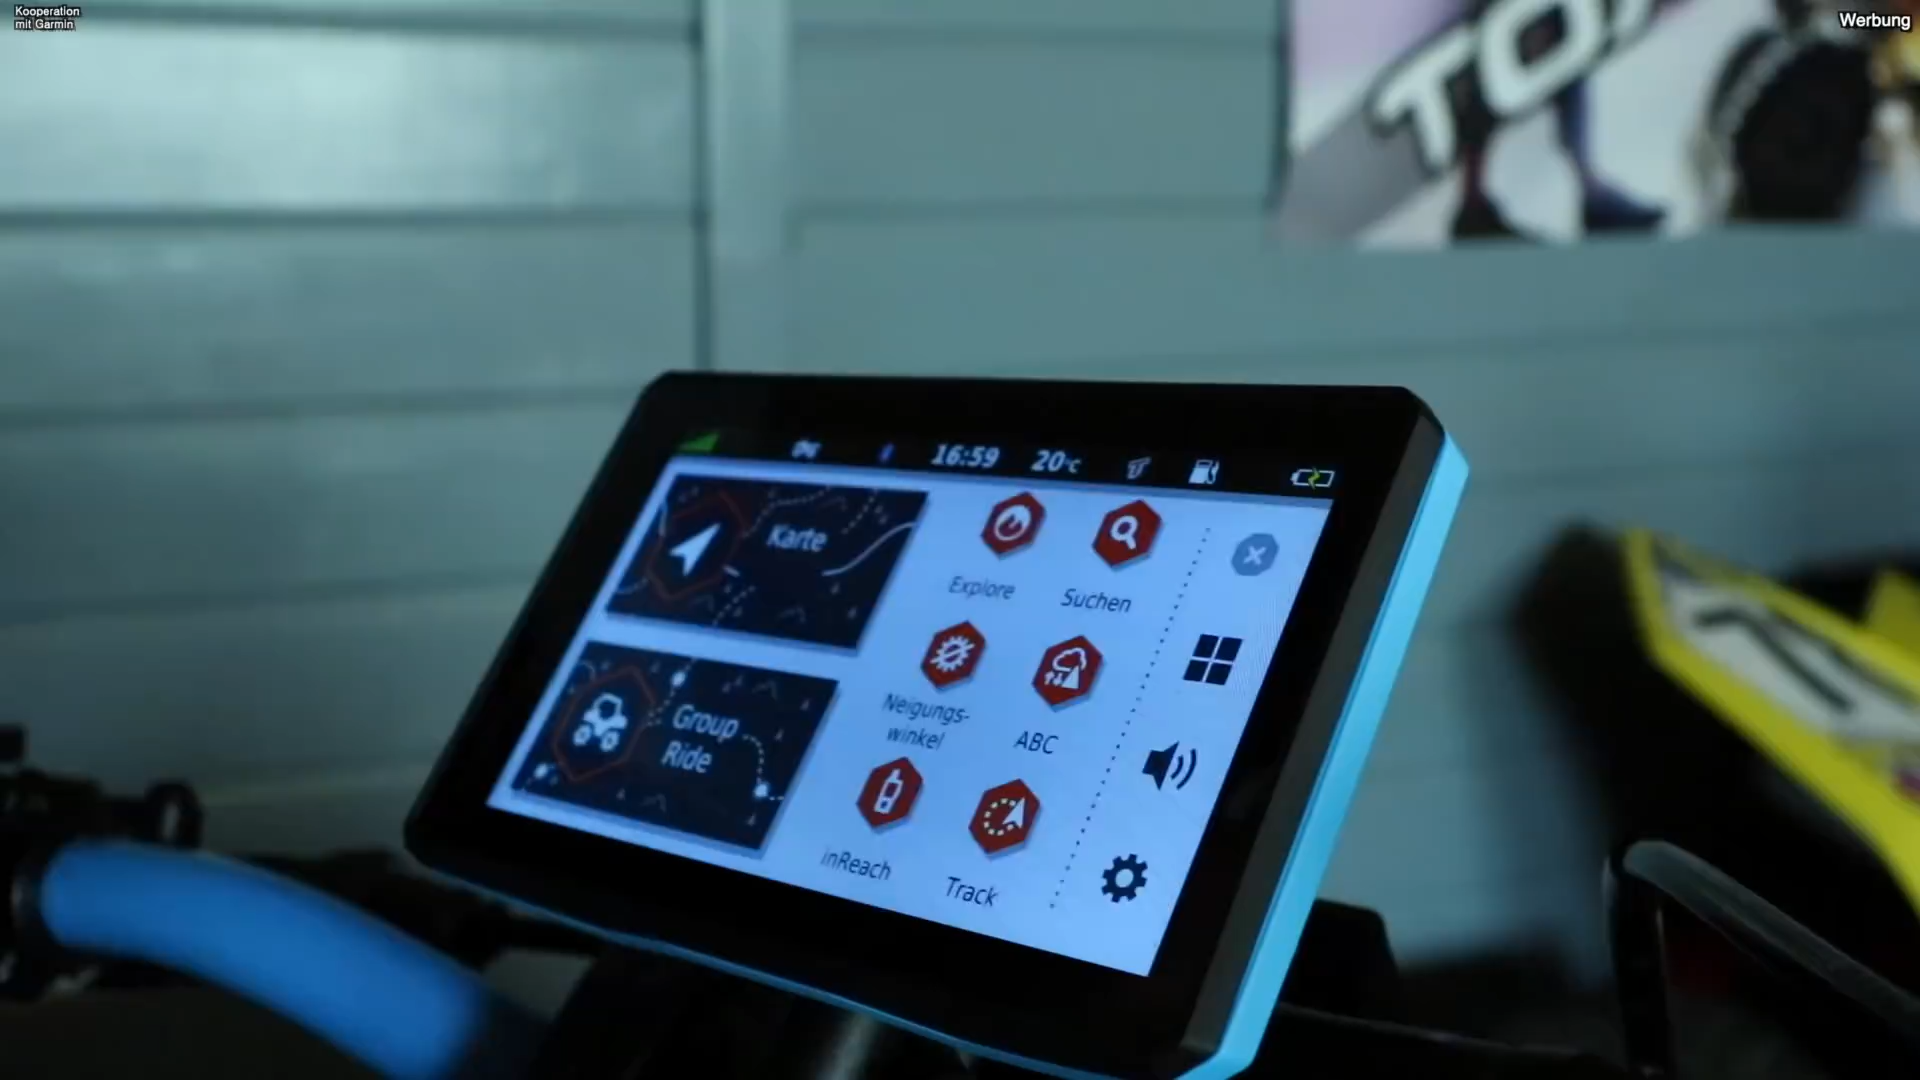 Kooperation
mit Garmin
Werbung
16:59 20°C
Karte
Explore
Suchen
Group
Ride
Neigungs-
winkel
ABC
inReach
Track